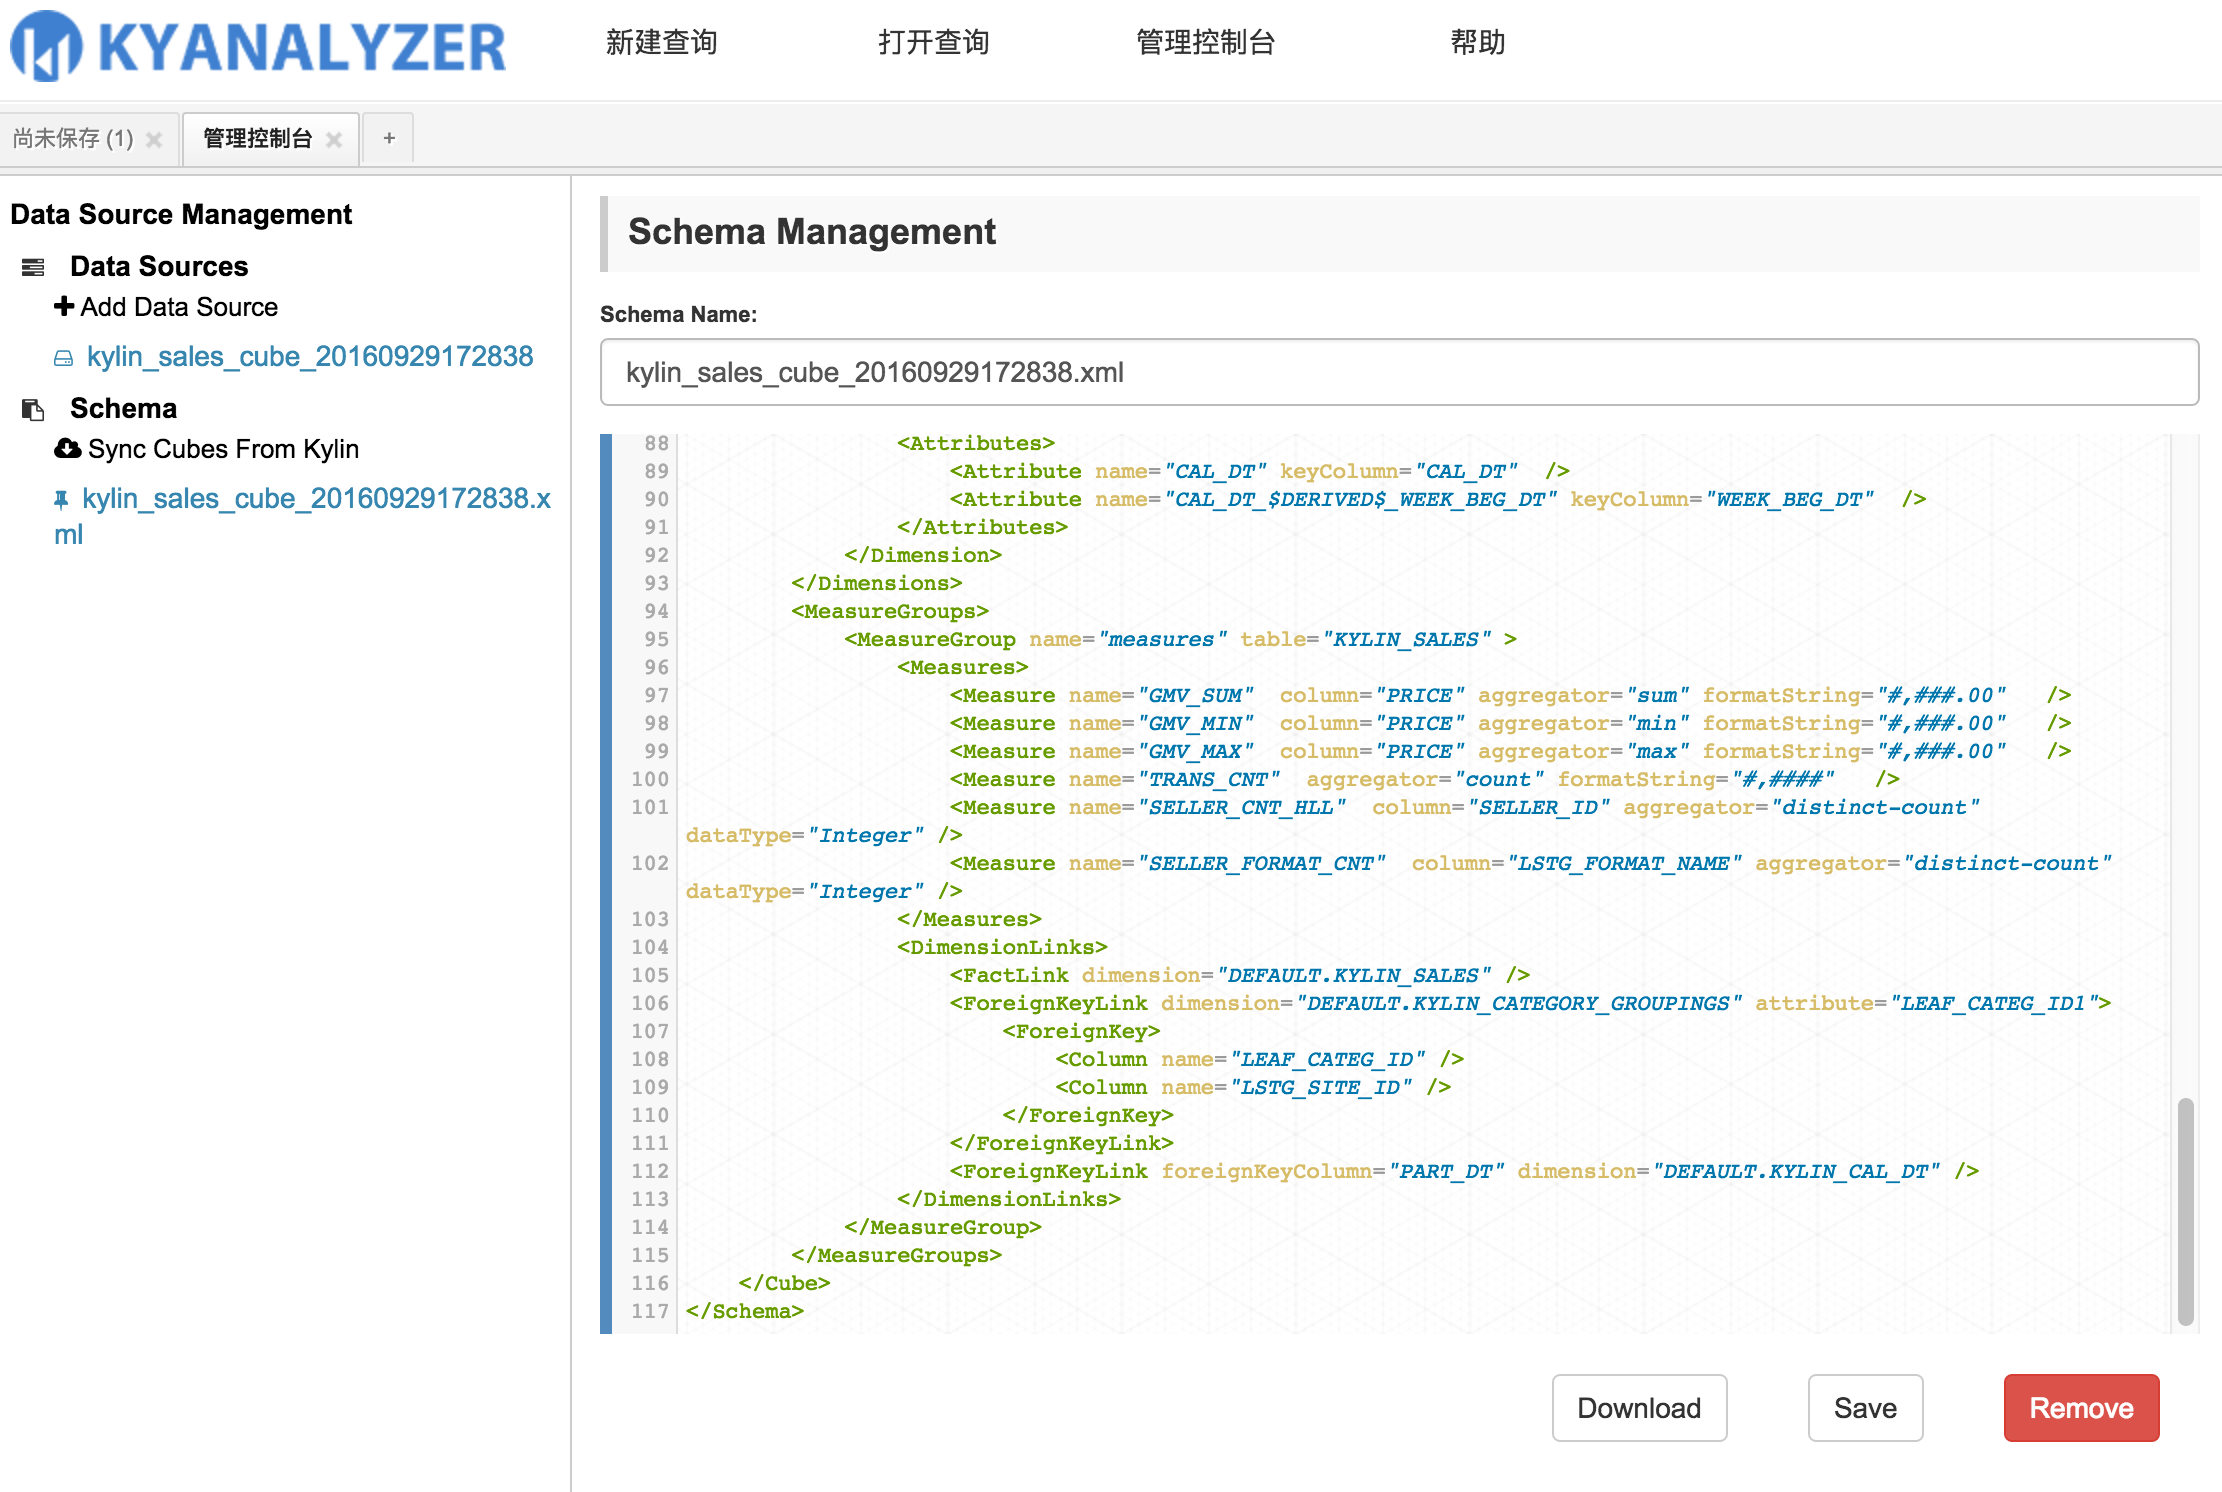 KYANALYZER
新建查询
打开查询
管理控制台
帮助
尚未保存 (1)
管理控制台
+
Data Source Management
Data Sources
Add Data Source
kylin_sales_cube_20160929172838
Schema
Sync Cubes From Kylin
kylin_sales_cube_20160929172838.x
ml
Schema Management
Schema Name:
kylin_sales_cube_20160929172838.xml
88 <Attributes>
89 <Attribute name="CAL_DT" keyColumn="CAL_DT" />
90 <Attribute name="CAL_DT_$DERIVED$_WEEK_BEG_DT" keyColumn="WEEK_BEG_DT" />
91 </Attributes>
92 </Dimension>
93 </Dimensions>
94 <MeasureGroups>
95 <MeasureGroup name="measures" table="KYLIN_SALES" >
96 <Measures>
97 <Measure name="GMV_SUM" column="PRICE" aggregator="sum" formatString="#,###.00" />
98 <Measure name="GMV_MIN" column="PRICE" aggregator="min" formatString="#,###.00" />
99 <Measure name="GMV_MAX" column="PRICE" aggregator="max" formatString="#,###.00" />
100 <Measure name="TRANS_CNT" aggregator="count" formatString="#,####" />
101 <Measure name="SELLER_CNT_HLL" column="SELLER_ID" aggregator="distinct-count"
dataType="Integer" />
102 <Measure name="SELLER_FORMAT_CNT" column="LSTG_FORMAT_NAME" aggregator="distinct-count"
dataType="Integer" />
103 </Measures>
104 <DimensionLinks>
105 <FactLink dimension="DEFAULT.KYLIN_SALES" />
106 <ForeignKeyLink dimension="DEFAULT.KYLIN_CATEGORY_GROUPINGS" attribute="LEAF_CATEG_ID1">
107 <ForeignKey>
108 <Column name="LEAF_CATEG_ID" />
109 <Column name="LSTG_SITE_ID" />
110 </ForeignKey>
111 </ForeignKeyLink>
112 <ForeignKeyLink foreignKeyColumn="PART_DT" dimension="DEFAULT.KYLIN_CAL_DT" />
113 </DimensionLinks>
114 </MeasureGroup>
115 </MeasureGroups>
116 </Cube>
117 </Schema>
Download
Save
Remove